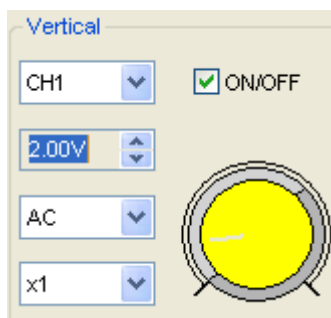 Vertical
CH1
ON/OFF
2.00V
AC
x1